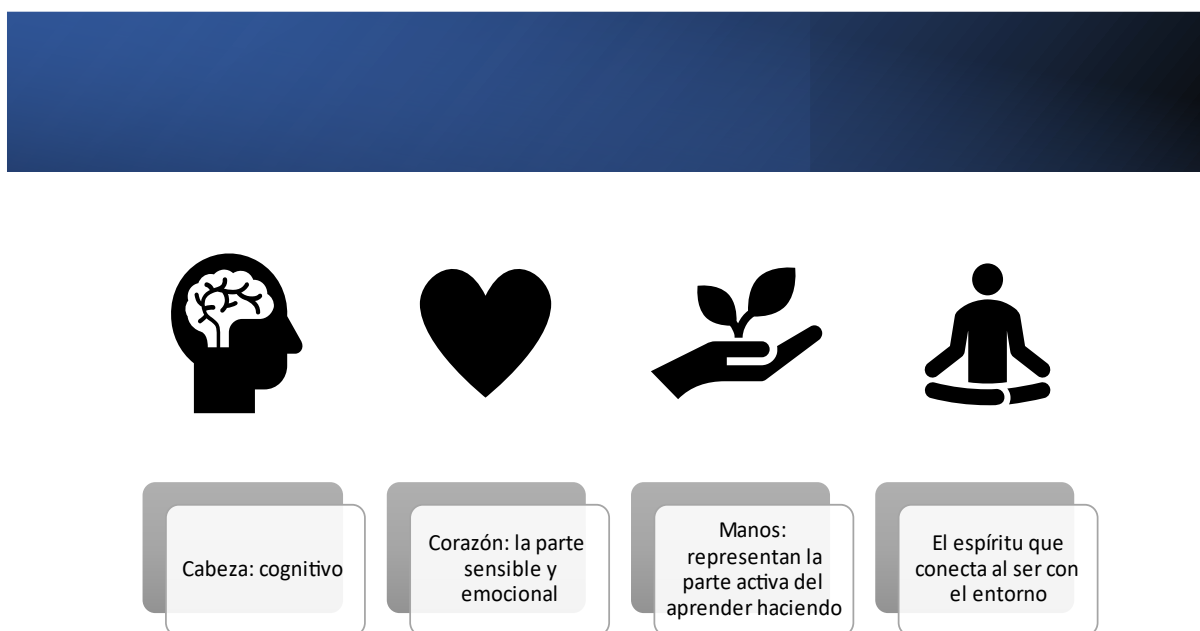 Cabeza: cognitivo
Corazón: la parte
sensible y
emocional
Manos:
representan la
parte activa del
aprender haciendo
El espíritu que
conecta al ser con
el entorno